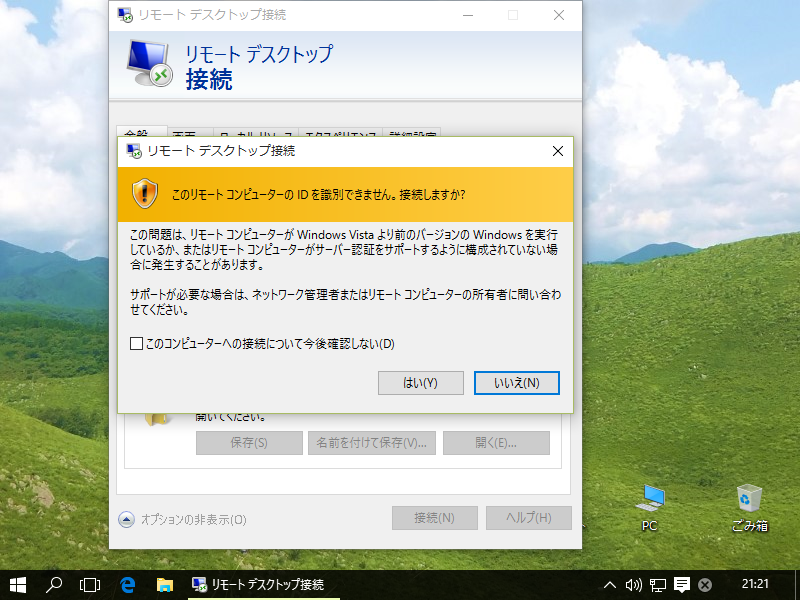 リモート デスクトップ接続
リモート デスクトップ
接続
全般 画面 ローカル リソース エクスペリエンス 詳細設定
リモート デスクトップ接続
このリモート コンピューターの ID を識別できません。接続しますか?
この問題は、リモート コンピューターが Windows Vista より前のバージョンの Windows を実行
しているか、またはリモート コンピューターがサーバー認証をサポートするように構成されていない場
合に発生することがあります。
サポートが必要な場合は、ネットワーク管理者またはリモート コンピューターの所有者に問い合わ
せてください。
このコンピューターへの接続について今後確認しない(D)
はい(Y) いいえ(N)
開いてください。
保存(S) 名前を付けて保存(V)... 開く(E)...
オプションの非表示(O) 接続(N) ヘルプ(H)
PC ごみ箱
リモート デスクトップ接続 21:21